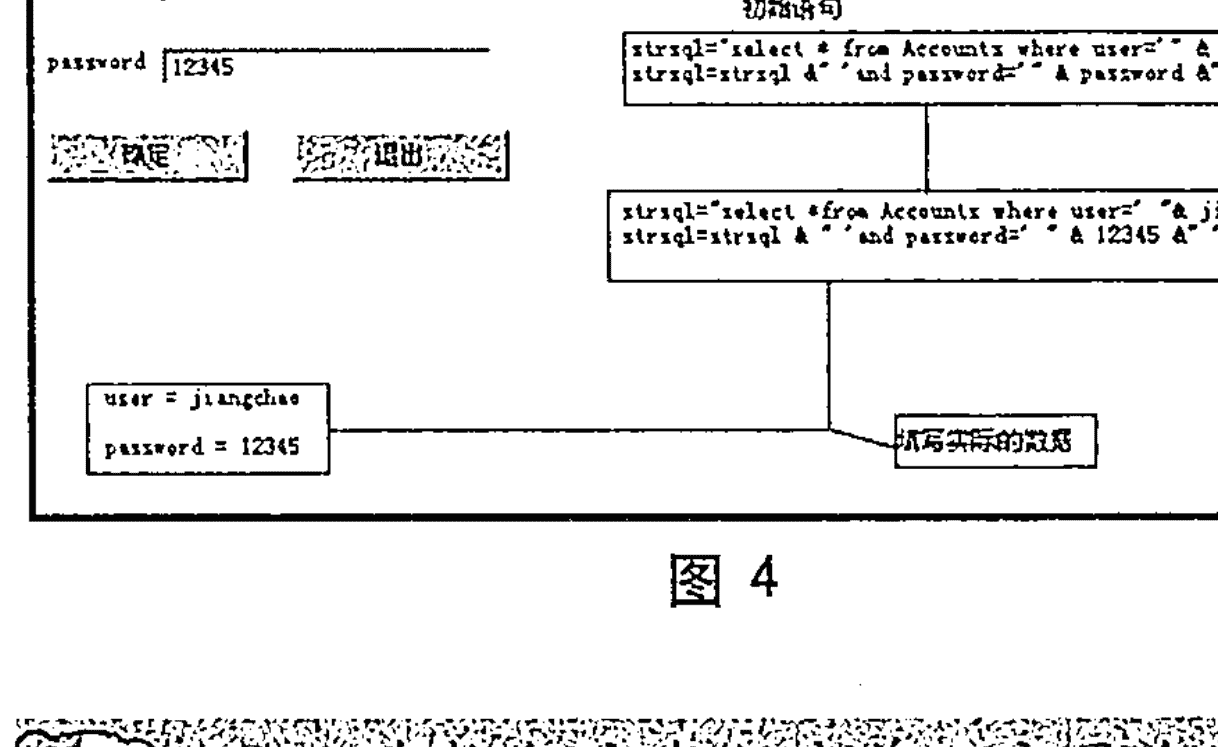 初始语句
password 12345
strsql="select * from Accounts where user='" &
strsql=strsql &" 'and password='" & password &"
确定 退出
strsql="select *from Accounts where user=' "& ji
strsql=strsql & " 'and password=' " & 12345 &" '
user = jiangchao
password = 12345
填写实际的数据
图 4